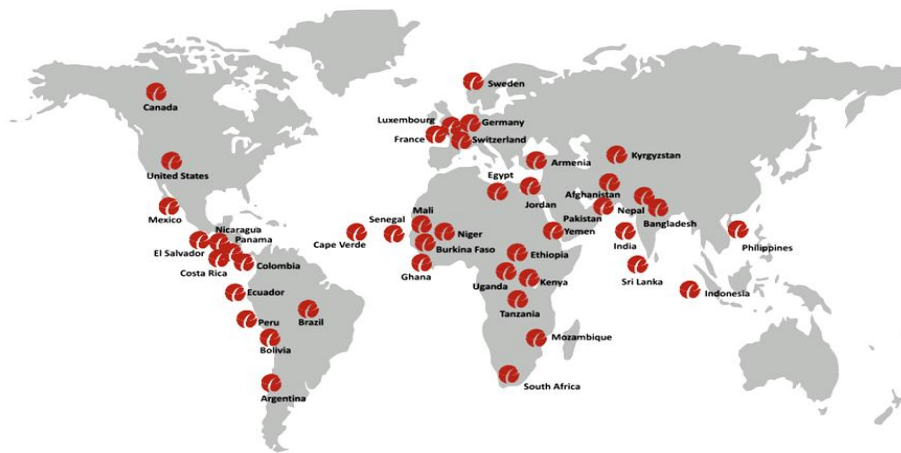 Sweden
Canada
Luxembourg
Germany
France
Switzerland
Kyrgyzstan
Armenia
United States
Egypt
Afghanistan
Jordan
Nepal
Mexico
Mali
Senegal
Pakistan
Bangladesh
Nicaragua
Niger
Yemen
India
Panama
Cape Verde
Burkina Faso
Philippines
El Salvador
Ethiopia
Colombia
Ghana
Costa Rica
Uganda
Kenya
Sri Lanka
Ecuador
Indonesia
Tanzania
Peru
Brazil
Mozambique
Bolivia
South Africa
Argentina